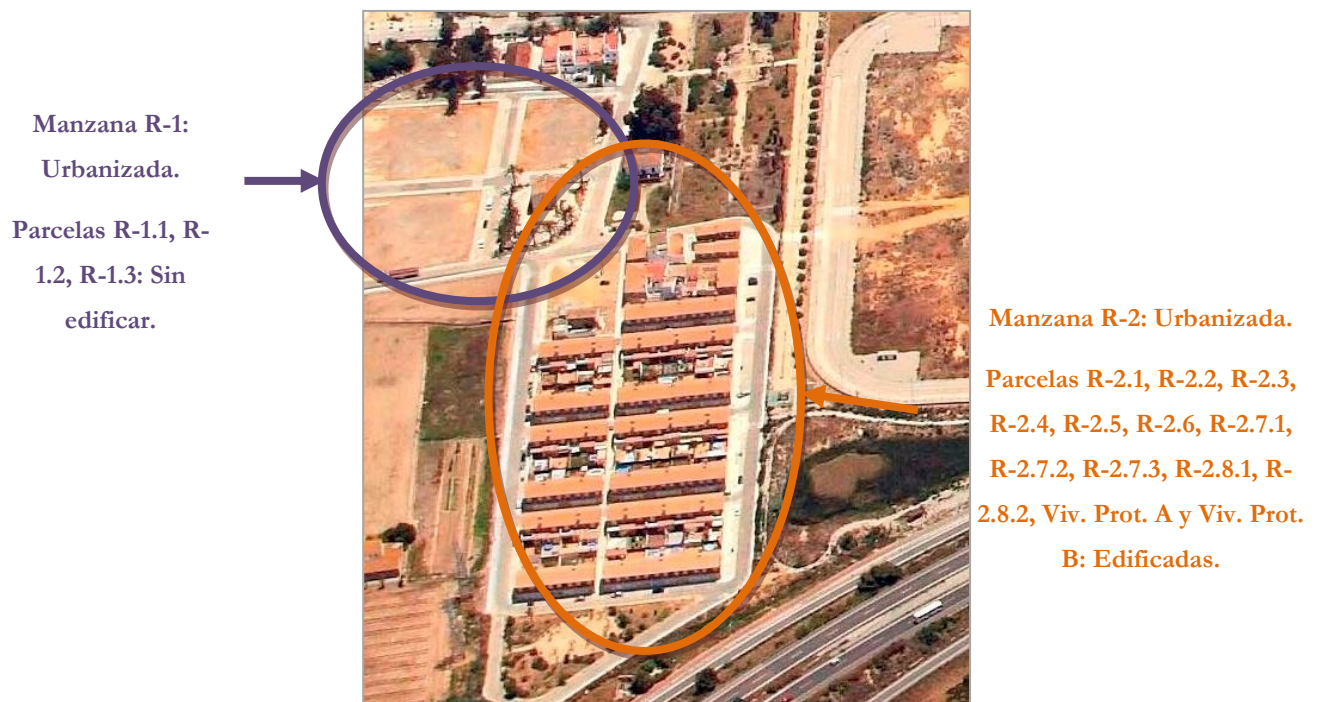 Manzana R-1:
Urbanizada.
Parcelas R-1.1, R-
1.2, R-1.3: Sin
edificar.
Manzana R-2: Urbanizada.
Parcelas R-2.1, R-2.2, R-2.3,
R-2.4, R-2.5, R-2.6, R-2.7.1,
R-2.7.2, R-2.7.3, R-2.8.1, R-
2.8.2, Viv. Prot. A y Viv. Prot.
B: Edificadas.